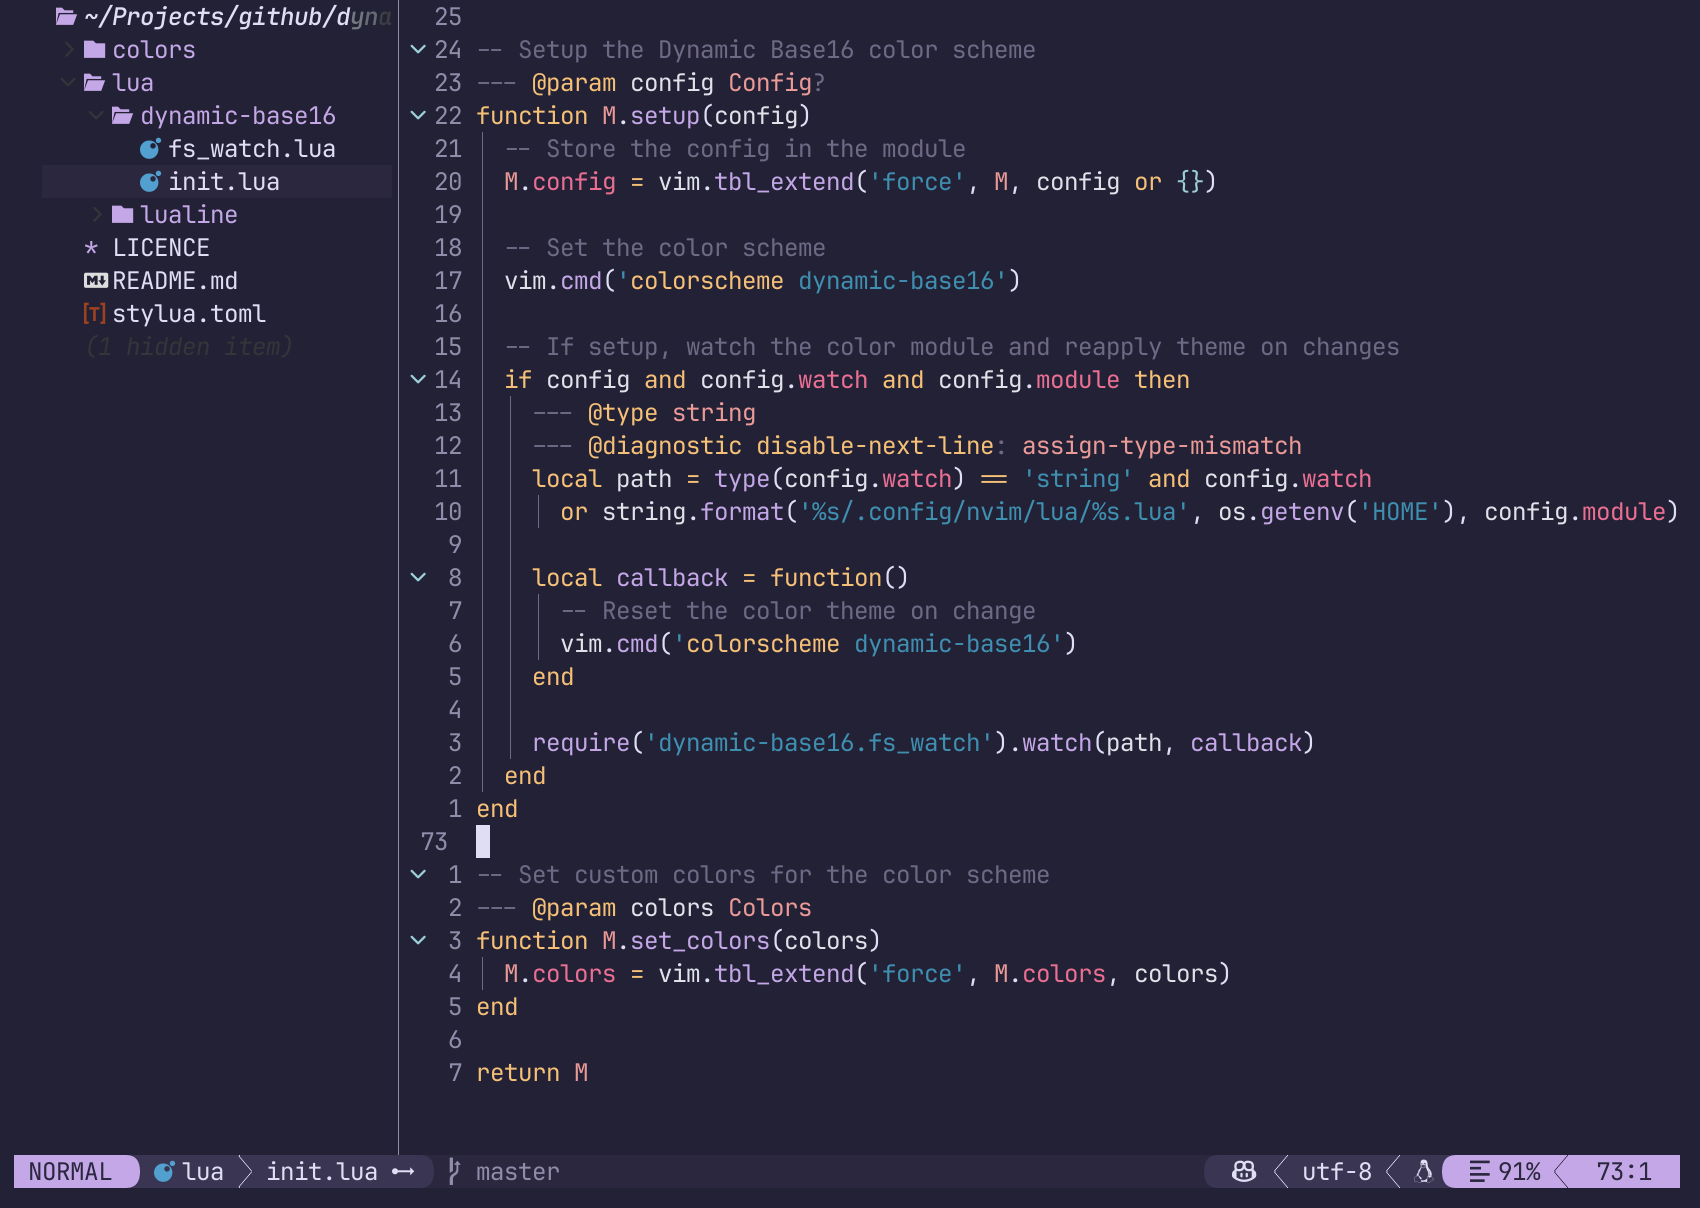 ~/Projects/github/dyna
colors
lua
dynamic-base16
fs_watch.lua
init.lua
lualine
* LICENCE
README.md
[T] stylua.toml
(1 hidden item)
25
24 -- Setup the Dynamic Base16 color scheme
23 --- @param config Config?
22 function M.setup(config)
21 -- Store the config in the module
20 M.config = vim.tbl_extend('force', M, config or {})
19
18 -- Set the color scheme
17 vim.cmd('colorscheme dynamic-base16')
16
15 -- If setup, watch the color module and reapply theme on changes
14 if config and config.watch and config.module then
13 --- @type string
12 --- @diagnostic disable-next-line: assign-type-mismatch
11 local path = type(config.watch) == 'string' and config.watch
10 or string.format('%s/.config/nvim/lua/%s.lua', os.getenv('HOME'), config.module)
9
8 local callback = function()
7 -- Reset the color theme on change
6 vim.cmd('colorscheme dynamic-base16')
5 end
4
3 require('dynamic-base16.fs_watch').watch(path, callback)
2 end
1 end
73
1 -- Set custom colors for the color scheme
2 --- @param colors Colors
3 function M.set_colors(colors)
4 M.colors = vim.tbl_extend('force', M.colors, colors)
5 end
6
7 return M
NORMAL lua init.lua master utf-8 91% 73:1